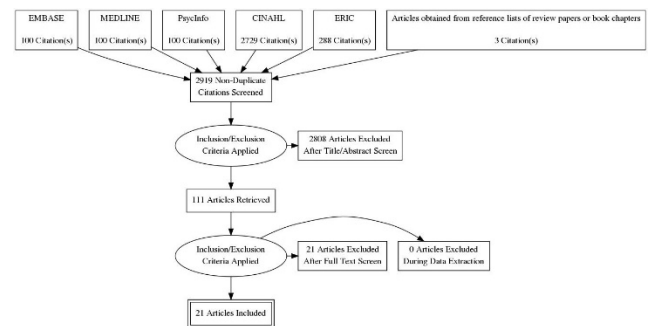 EMBASE
100 Citation(s)
MEDLINE
100 Citation(s)
PsycInfo
100 Citation(s)
CINAHL
2729 Citation(s)
ERIC
288 Citation(s)
Articles obtained from reference lists of review papers or book chapters
3 Citation(s)
2919 Non-Duplicate
Citations Screened
Inclusion/Exclusion
Criteria Applied
2808 Articles Excluded
After Title/Abstract Screen
111 Articles Retrieved
Inclusion/Exclusion
Criteria Applied
21 Articles Excluded
After Full Text Screen
0 Articles Excluded
During Data Extraction
21 Articles Included